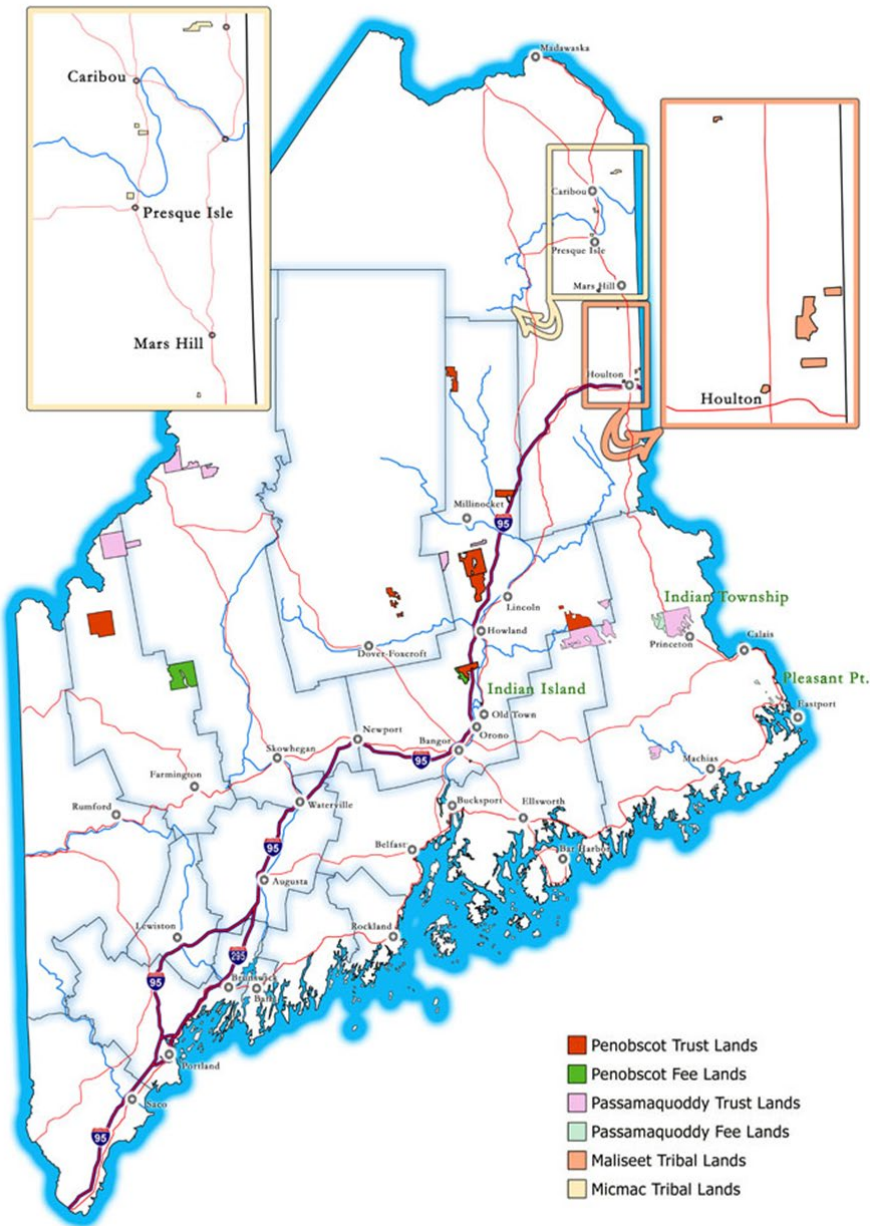 Caribou
Presque Isle
Mars Hill
Madawaska
Caribou
Presque Isle
Mars Hill
Houlton
Houlton
Millinocket
95
Lincoln
Howland
Dover-Foxcroft
Indian Township
Princeton
Calais
Pleasant Pt.
Eastport
Indian Island
Old Town
Orono
Bangor
Newport
95
Skowhegan
Machias
Farmington
Rumford
Waterville
Bucksport
Ellsworth
95
Belfast
Bar Harbor
Augusta
Lewiston
Rockland
295
95
Brunswick
Bath
Portland
Saco
95
Penobscot Trust Lands
Penobscot Fee Lands
Passamaquoddy Trust Lands
Passamaquoddy Fee Lands
Maliseet Tribal Lands
Micmac Tribal Lands